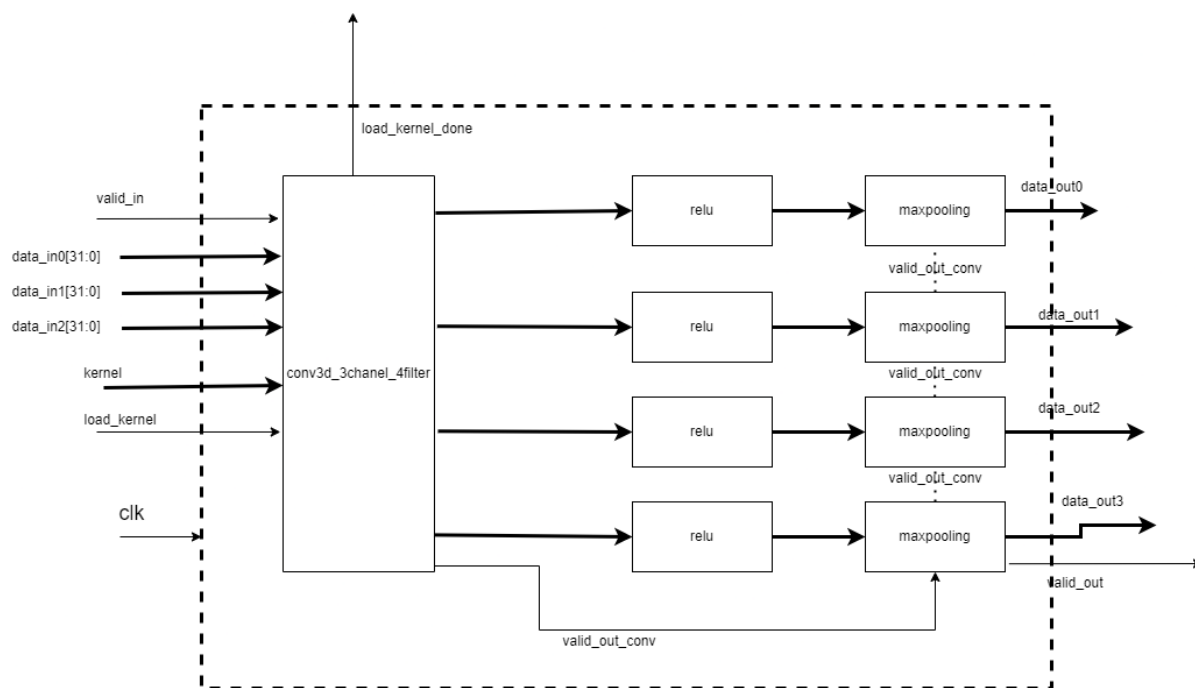 load_kernel_done
valid_in
data_in0[31:0]
data_in1[31:0]
data_in2[31:0]
kernel
load_kernel
clk
conv3d_3chanel_4filter
relu
maxpooling
data_out0
valid_out_conv
relu
maxpooling
data_out1
valid_out_conv
relu
maxpooling
data_out2
valid_out_conv
relu
maxpooling
data_out3
valid_out
valid_out_conv